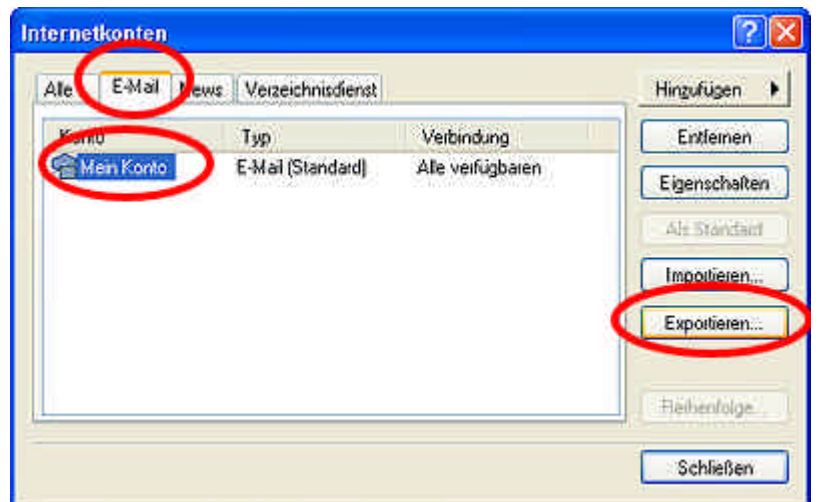 Internetkonten
Alle E-Mail News Verzeichnisdienst
Hinzufügen
Konto Typ Verbindung
Mein Konto E-Mail (Standard) Alle verfügbaren
Entfernen
Eigenschaften
Als Standard
Importieren...
Exportieren...
Reihenfolge...
Schließen